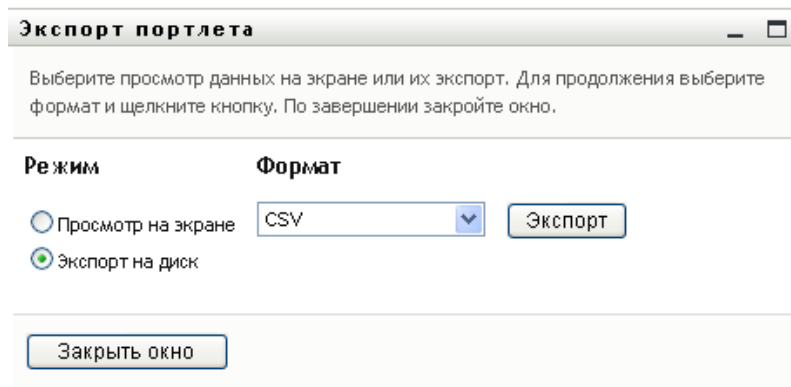 Экспорт портлета
Выберите просмотр данных на экране или их экспорт. Для продолжения выберите
формат и щелкните кнопку. По завершении закройте окно.
Режим Формат
Просмотр на экране CSV Экспорт
Экспорт на диск
Закрыть окно